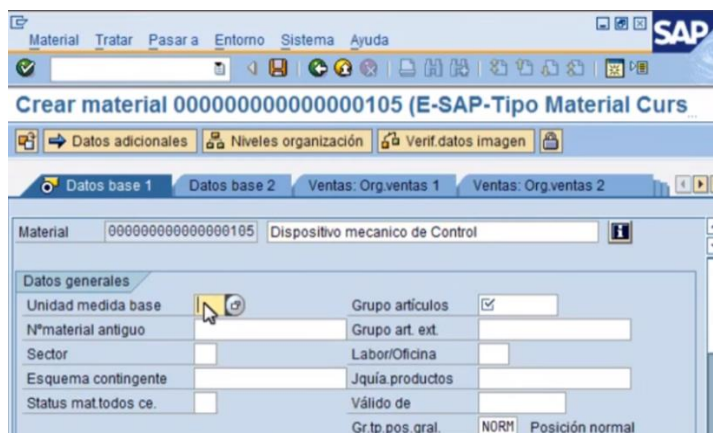 Material Tratar Pasar a Entorno Sistema Ayuda
SAP
Crear material 000000000000000105 (E-SAP-Tipo Material Curs
Datos adicionales Niveles organización Verif.datos imagen
Datos base 1 Datos base 2 Ventas: Org.ventas 1 Ventas: Org.ventas 2
Material 000000000000000105 Dispositivo mecanico de Control
Datos generales
Unidad medida base Grupo artículos
Nºmaterial antiguo Grupo art. ext.
Sector Labor/Oficina
Esquema contingente Jquía.productos
Status mat.todos ce. Válido de
Gr.tp.pos.gral. NORM Posición normal